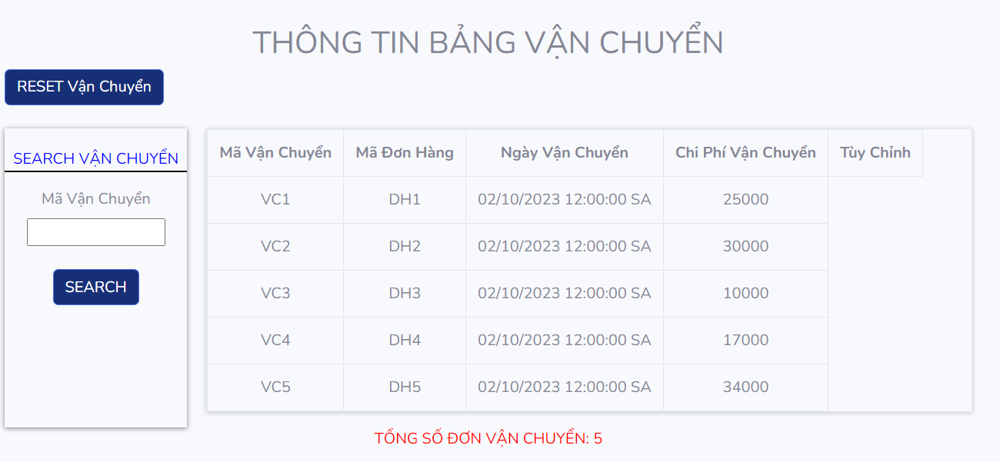 THÔNG TIN BẢNG VẬN CHUYỂN
RESET Vận Chuyển
SEARCH VẬN CHUYỂN
Mã Vận Chuyển
SEARCH
Mã Vận Chuyển Mã Đơn Hàng Ngày Vận Chuyển Chi Phí Vận Chuyển Tùy Chỉnh
VC1 DH1 02/10/2023 12:00:00 SA 25000
VC2 DH2 02/10/2023 12:00:00 SA 30000
VC3 DH3 02/10/2023 12:00:00 SA 10000
VC4 DH4 02/10/2023 12:00:00 SA 17000
VC5 DH5 02/10/2023 12:00:00 SA 34000
TỔNG SỐ ĐƠN VẬN CHUYỂN: 5